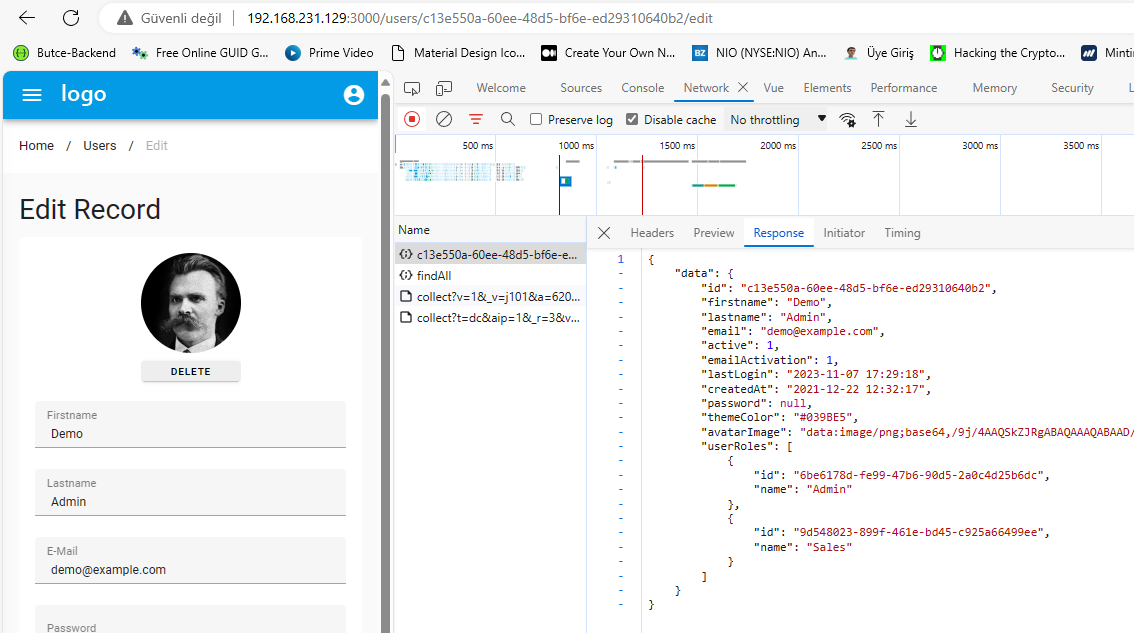 Güvenli değil
192.168.231.129:3000/users/c13e550a-60ee-48d5-bf6e-ed29310640b2/edit
Butce-Backend
Free Online GUID G...
Prime Video
Material Design Ico...
Create Your Own N...
BZ NIO (NYSE:NIO) An...
Üye Giriş
Hacking the Crypto...
Mintin
logo
Home / Users / Edit
Edit Record
DELETE
Firstname
Demo
Lastname
Admin
E-Mail
demo@example.com
Password
Welcome Sources Console Network Vue Elements Performance Memory Security
Preserve log Disable cache No throttling
500 ms 1000 ms 1500 ms 2000 ms 2500 ms 3000 ms 3500 ms
Name
c13e550a-60ee-48d5-bf6e-e...
findAll
collect?v=1&_v=j101&a=620...
collect?t=dc&aip=1&_r=3&v...
Headers Preview Response Initiator Timing
1 {
- "data": {
- "id": "c13e550a-60ee-48d5-bf6e-ed29310640b2",
- "firstname": "Demo",
- "lastname": "Admin",
- "email": "demo@example.com",
- "active": 1,
- "emailActivation": 1,
- "lastLogin": "2023-11-07 17:29:18",
- "createdAt": "2021-12-22 12:32:17",
- "password": null,
- "themeColor": "#039BE5",
- "avatarImage": "data:image/png;base64,/9j/4AAQSkZJRgABAQAAAQABAAD/
- "userRoles": [
- {
- "id": "6be6178d-fe99-47b6-90d5-2a0c4d25b6dc",
- "name": "Admin"
- },
- {
- "id": "9d548023-899f-461e-bd45-c925a66499ee",
- "name": "Sales"
- }
- ]
- }
- }